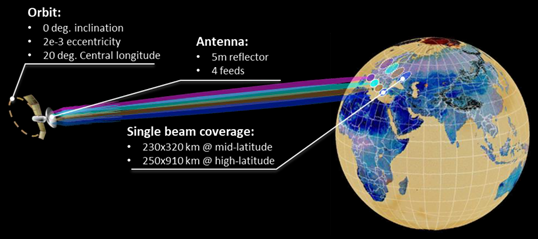 Orbit:
• 0 deg. inclination
• 2e-3 eccentricity
• 20 deg. Central longitude
Antenna:
• 5m reflector
• 4 feeds
Single beam coverage:
• 230x320 km @ mid-latitude
• 250x910 km @ high-latitude